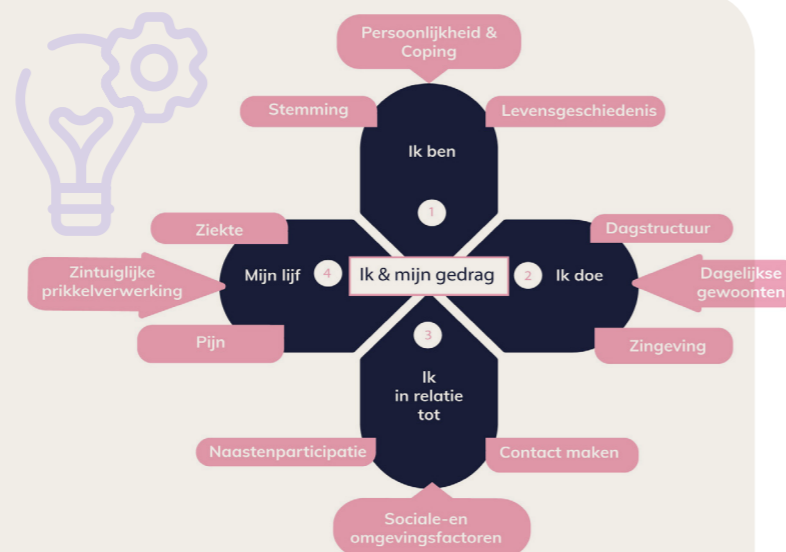 Persoonlijkheid &
Coping
Stemming
Levensgeschiedenis
Ik ben
1
Ziekte
Dagstructuur
Zintuiglijke
prikkelverwerking
Mijn lijf
4
Ik & mijn gedrag
2
Ik doe
Dagelijkse
gewoonten
Pijn
3
Zingeving
Ik
in relatie
tot
Naastenparticipatie
Contact maken
Sociale-en
omgevingsfactoren